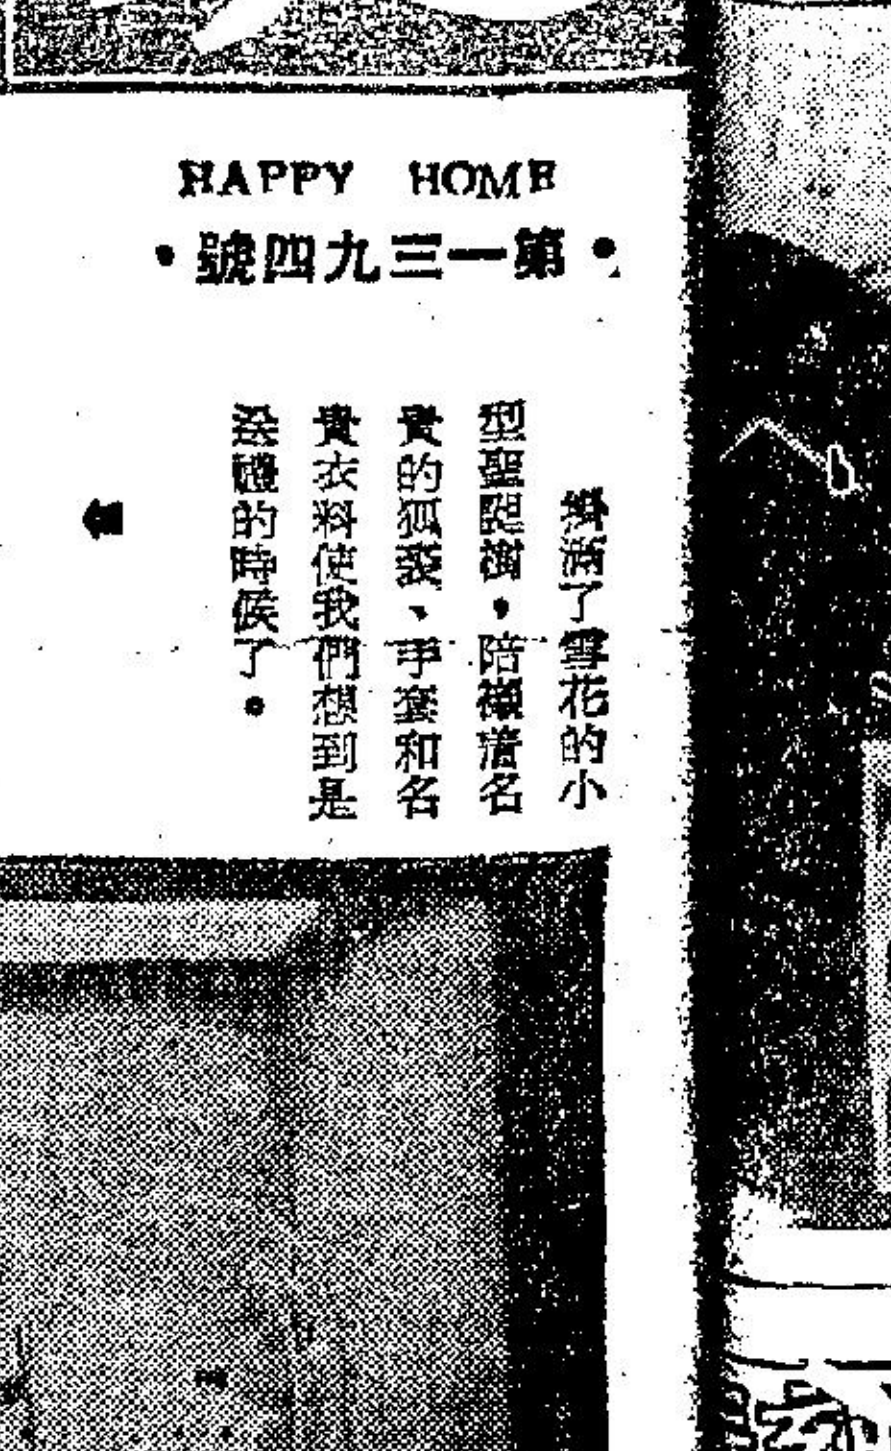 HAPPY HOME
•第一三九四號•
掛滿了雪花的小
型聖誕樹，陪襯着名
貴的狐裘、手套和名
貴衣料使我們想到是
送禮的時候了。